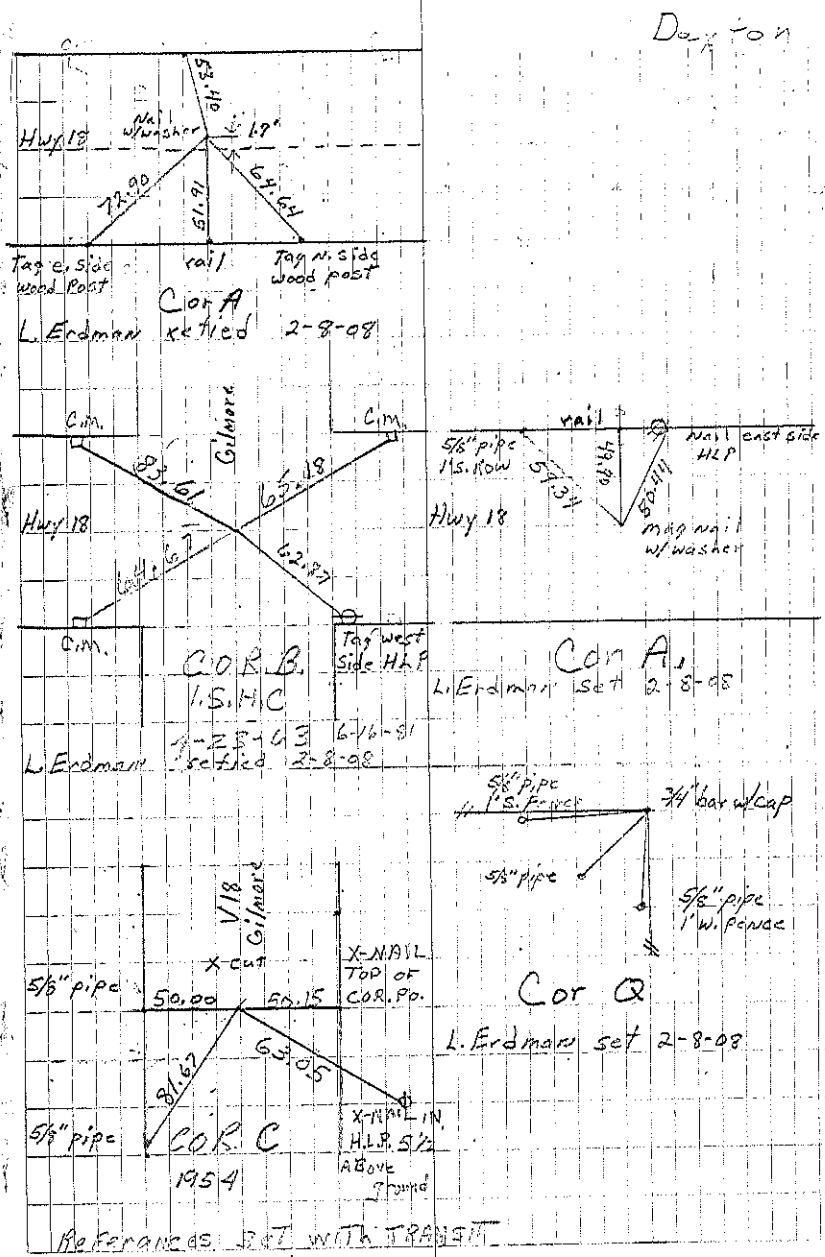 Dayton
C.
53.40
Nail
w/washer
1.7'
Hwy 18
72.90
51.91
64.64
Tag e. side
wood Post
rail
Tag N. side
wood post
Cor A
L. Erdman retied 2-8-08
C.M.
Gilmore
C.M.
83.61
65.18
Hwy 18
64.67
62.87
C.M.
Tag west
Side HLP
COR B.
I.S.H.C
6-16-81
L. Erdman retied 2-8-08
5/8" pipe
1'S. Row
rail
Nail east side
HLP
59.34
49.90
50.44
Hwy 18
mag nail
w/washer
Cor A.
L. Erdman set 2-8-08
5/8" pipe
1'S. Fence
3/4" bar w/cap
5/8" pipe
5/8" pipe
1'W. Fence
Cor Q
L. Erdman set 2-8-08
V18
Gilmore
X cut
5/8" pipe
50.00
50.15
X-NAIL
TOP OF
COR. PO.
81.67
63.05
5/8" pipe
COR. C
1954
X-NAIL IN
H.L.P. 5 1/2
Above
ground
References SET WITH TRANSIT